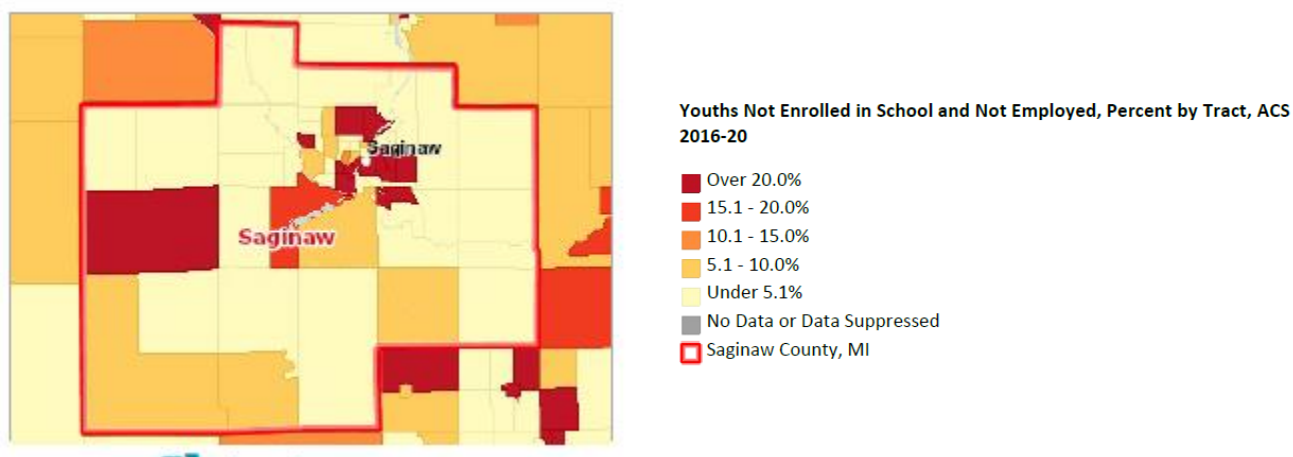 Saginaw
Saginaw
Youths Not Enrolled in School and Not Employed, Percent by Tract, ACS
2016-20
Over 20.0%
15.1 - 20.0%
10.1 - 15.0%
5.1 - 10.0%
Under 5.1%
No Data or Data Suppressed
Saginaw County, MI